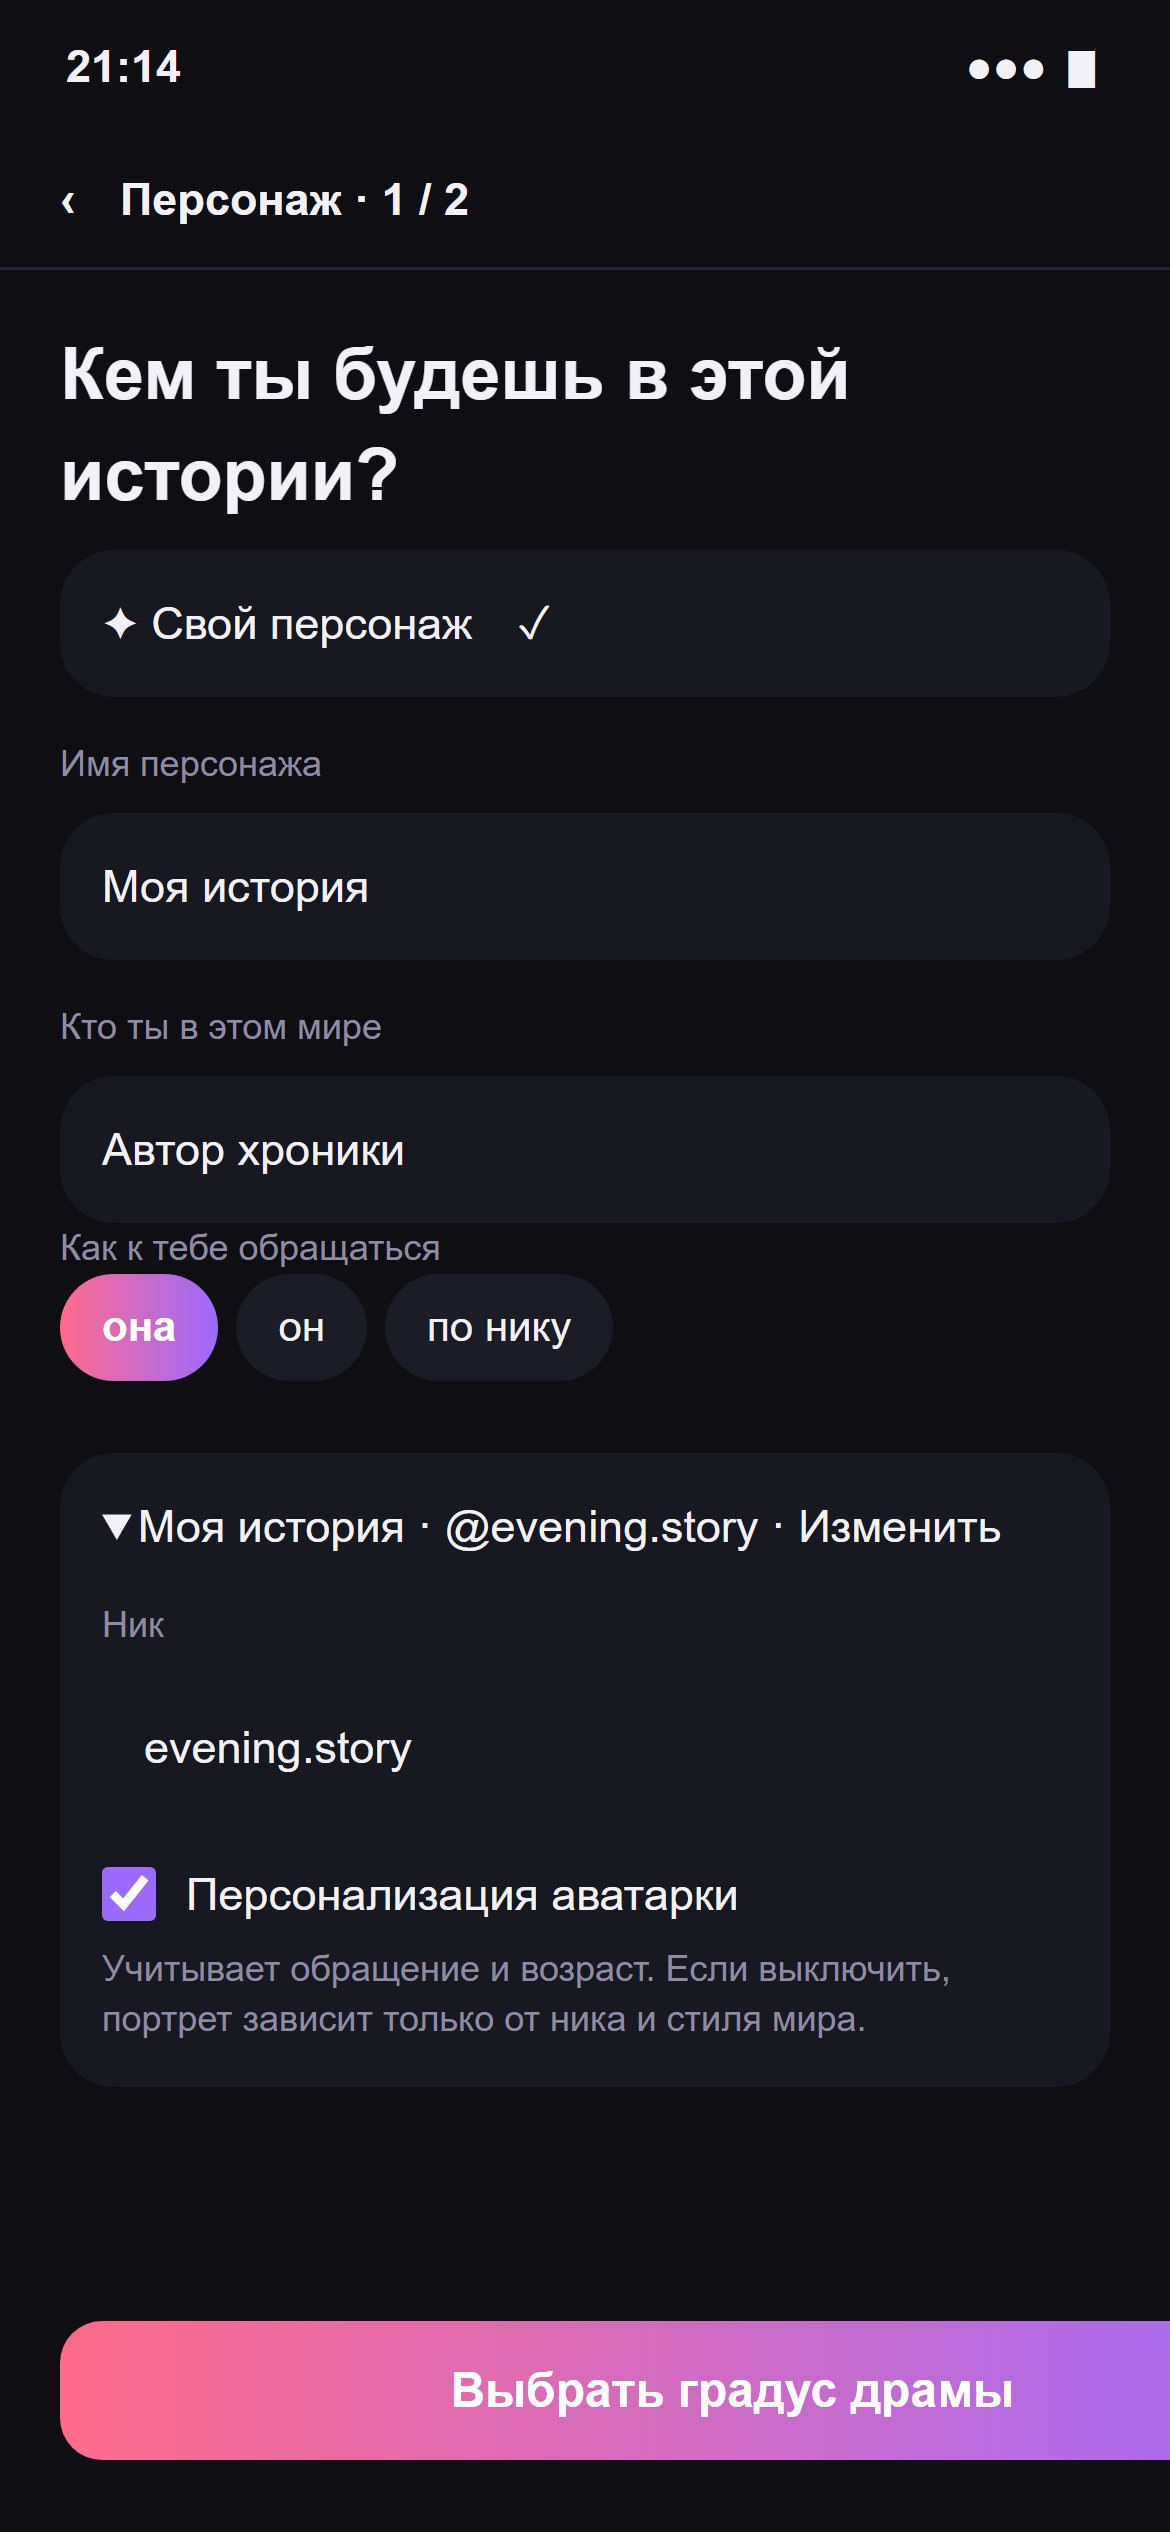 21:14
‹ Персонаж · 1 / 2
Кем ты будешь в этой
истории?
✦ Свой персонаж ✓
Имя персонажа
Моя история
Кто ты в этом мире
Автор хроники
Как к тебе обращаться
она он по нику
▼Моя история · @evening.story · Изменить
Ник
evening.story
Персонализация аватарки
Учитывает обращение и возраст. Если выключить,
портрет зависит только от ника и стиля мира.
Выбрать градус драмы